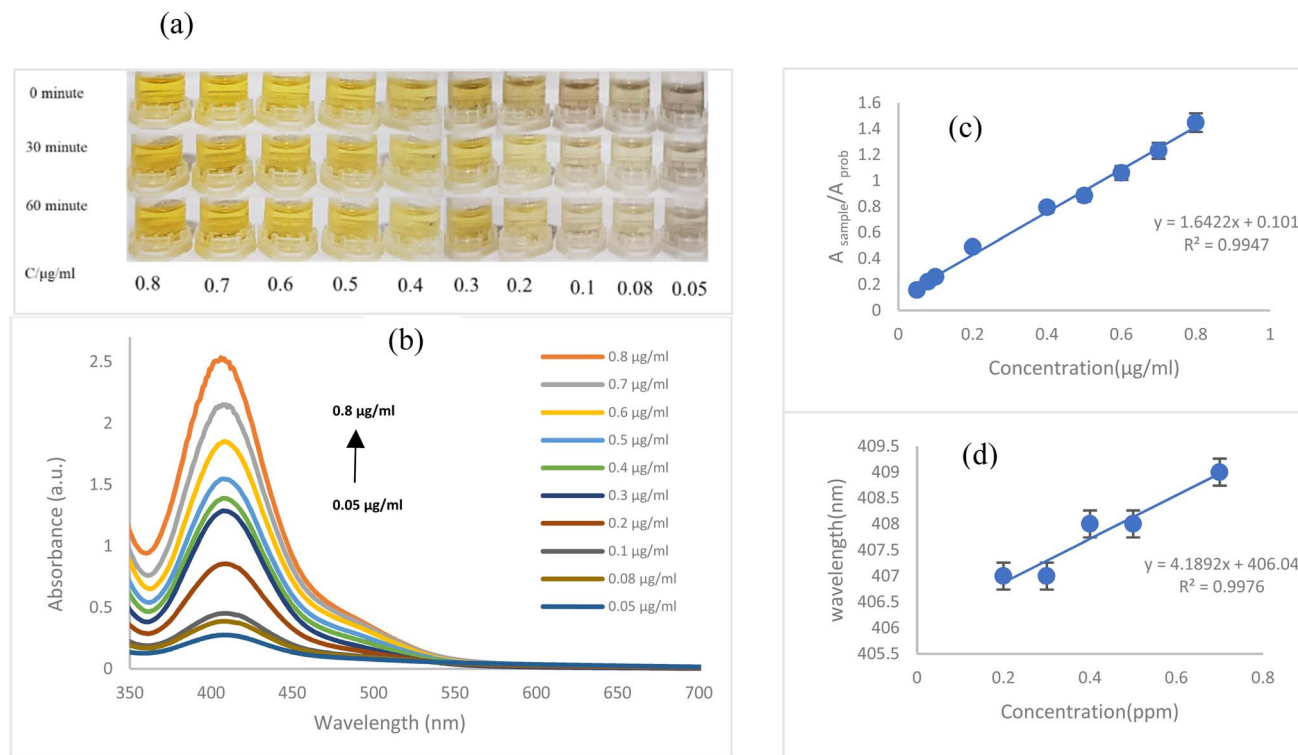 (a)
0 minute
30 minute
60 minute
C/µg/ml
0.8 0.7 0.6 0.5 0.4 0.3 0.2 0.1 0.08 0.05
(b)
Absorbance (a.u.)
2.5
2
1.5
1
0.5
0
350 400 450 500 550 600 650 700
Wavelength (nm)
0.8 µg/ml
0.05 µg/ml
0.8 µg/ml
0.7 µg/ml
0.6 µg/ml
0.5 µg/ml
0.4 µg/ml
0.3 µg/ml
0.2 µg/ml
0.1 µg/ml
0.08 µg/ml
0.05 µg/ml
(c)
A sample/A prob
1.6
1.4
1.2
1
0.8
0.6
0.4
0.2
0
y = 1.6422x + 0.101
R² = 0.9947
0 0.2 0.4 0.6 0.8 1
Concentration(µg/ml)
(d)
wavelength(nm)
409.5
409
408.5
408
407.5
407
406.5
406
405.5
y = 4.1892x + 406.04
R² = 0.9976
0 0.2 0.4 0.6 0.8
Concentration(ppm)